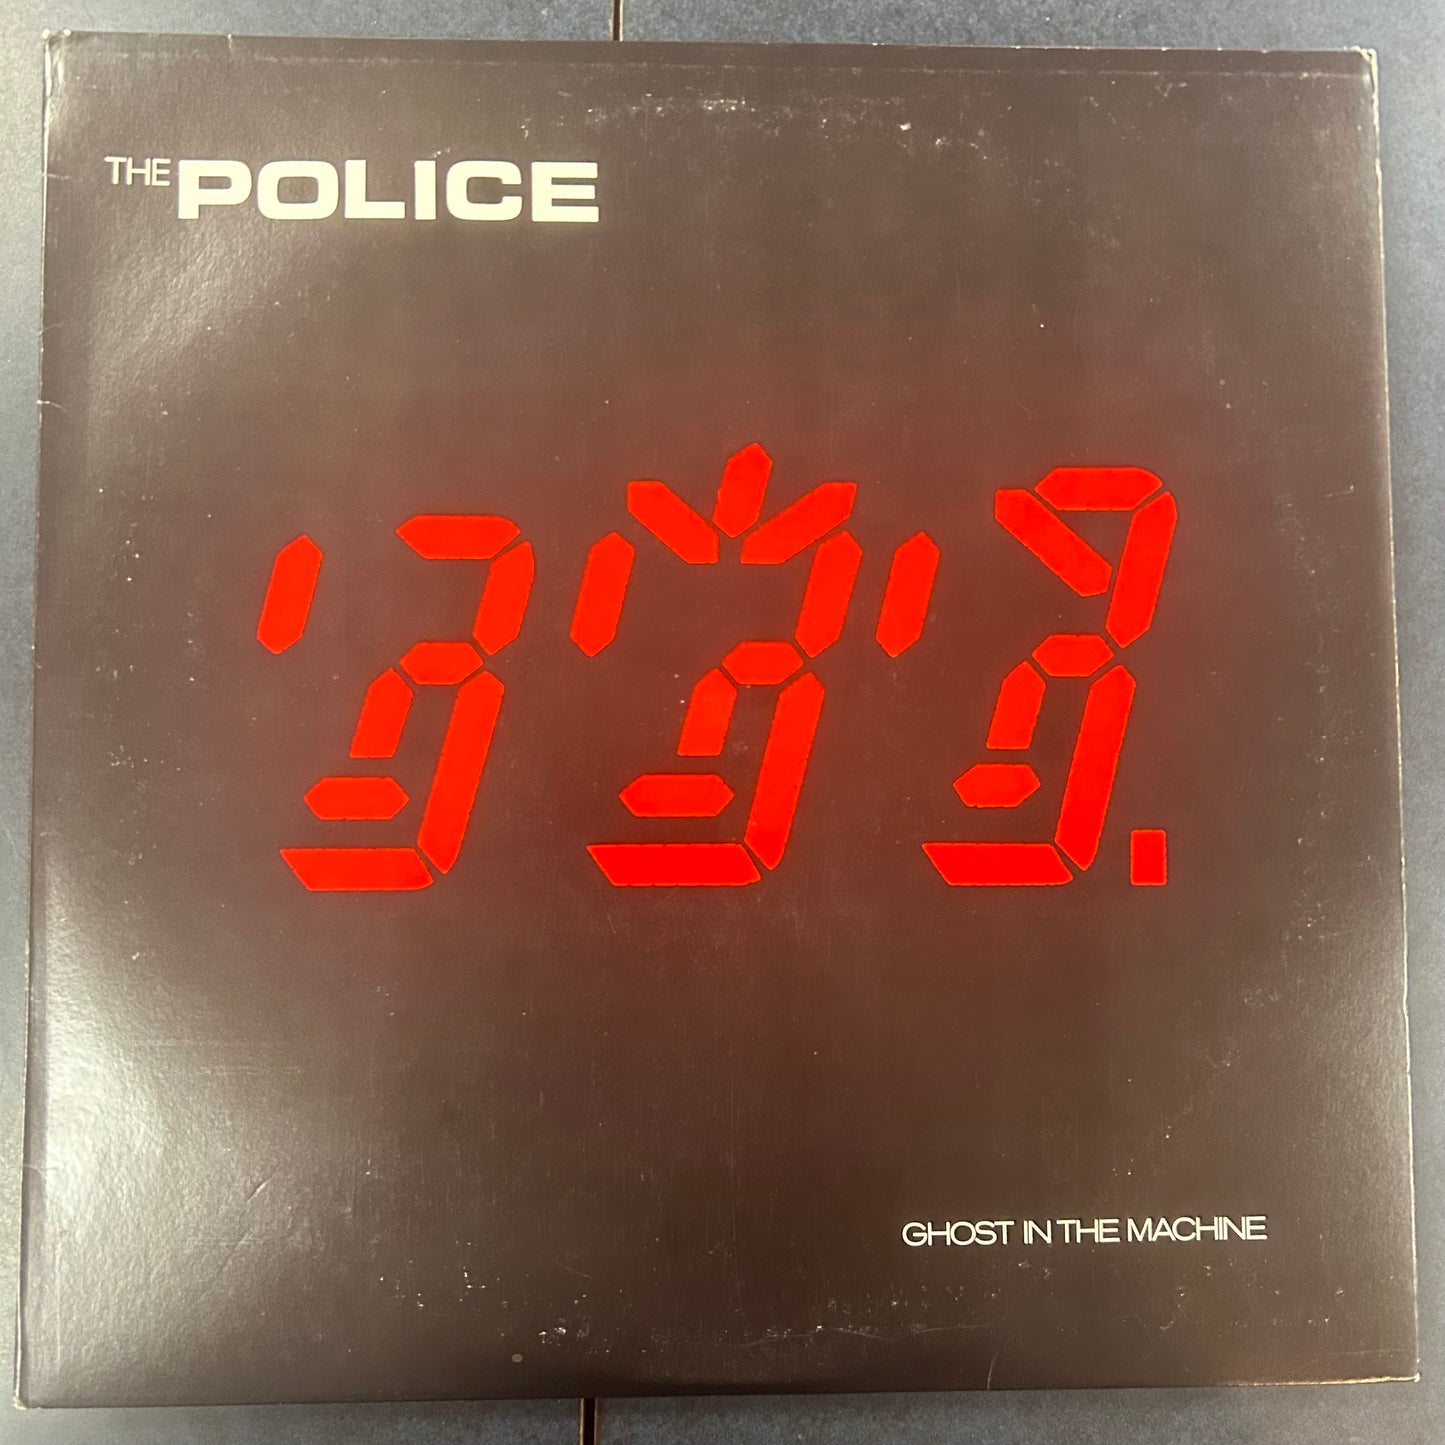 THE POLICE
GHOST IN THE MACHINE